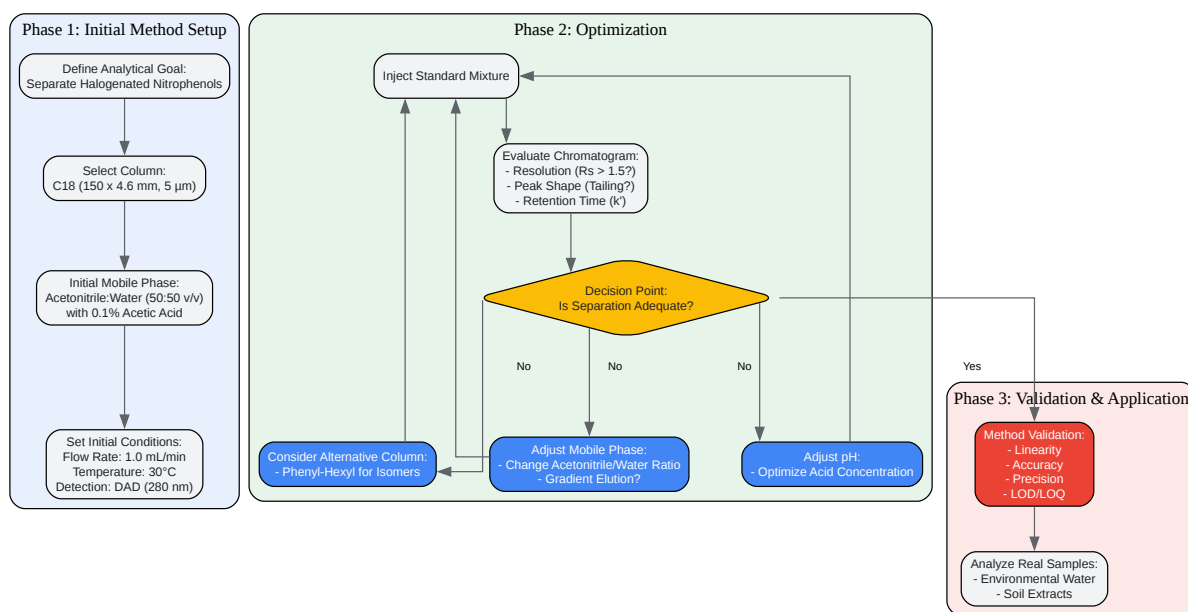 Phase 1: Initial Method Setup
Define Analytical Goal:
Separate Halogenated Nitrophenols
Select Column:
C18 (150 x 4.6 mm, 5 µm)
Initial Mobile Phase:
Acetonitrile:Water (50:50 v/v)
with 0.1% Acetic Acid
Set Initial Conditions:
Flow Rate: 1.0 mL/min
Temperature: 30°C
Detection: DAD (280 nm)
Phase 2: Optimization
Inject Standard Mixture
Evaluate Chromatogram:
- Resolution (Rs > 1.5?)
- Peak Shape (Tailing?)
- Retention Time (k')
Decision Point:
Is Separation Adequate?
No
No
No
Yes
Consider Alternative Column:
- Phenyl-Hexyl for Isomers
Adjust Mobile Phase:
- Change Acetonitrile/Water Ratio
- Gradient Elution?
Adjust pH:
- Optimize Acid Concentration
Phase 3: Validation & Application
Method Validation:
- Linearity
- Accuracy
- Precision
- LOD/LOQ
Analyze Real Samples:
- Environmental Water
- Soil Extracts